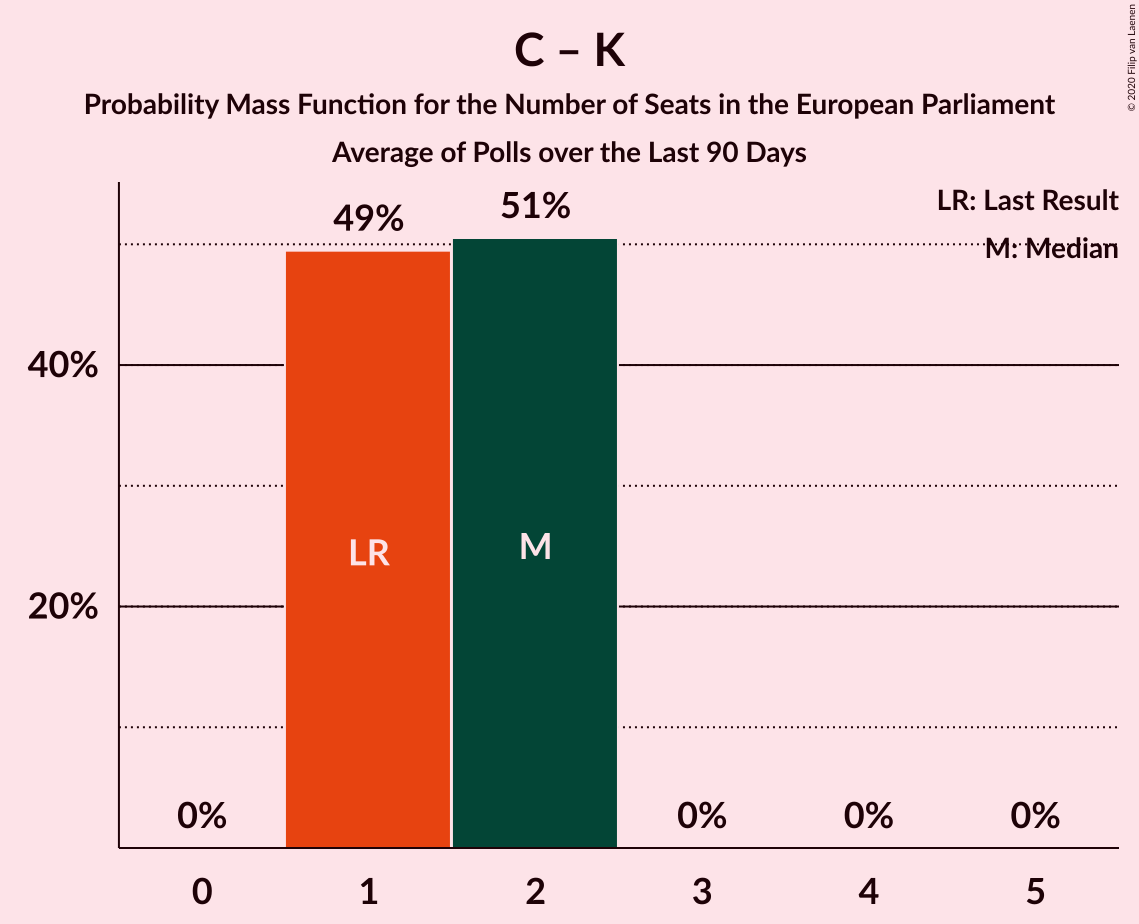 C – K
Probability Mass Function for the Number of Seats in the European Parliament
Average of Polls over the Last 90 Days
© 2020 Filip van Laenen
LR: Last Result
M: Median
49%
51%
40%
20%
LR
M
0%
0%
0%
0%
0
1
2
3
4
5